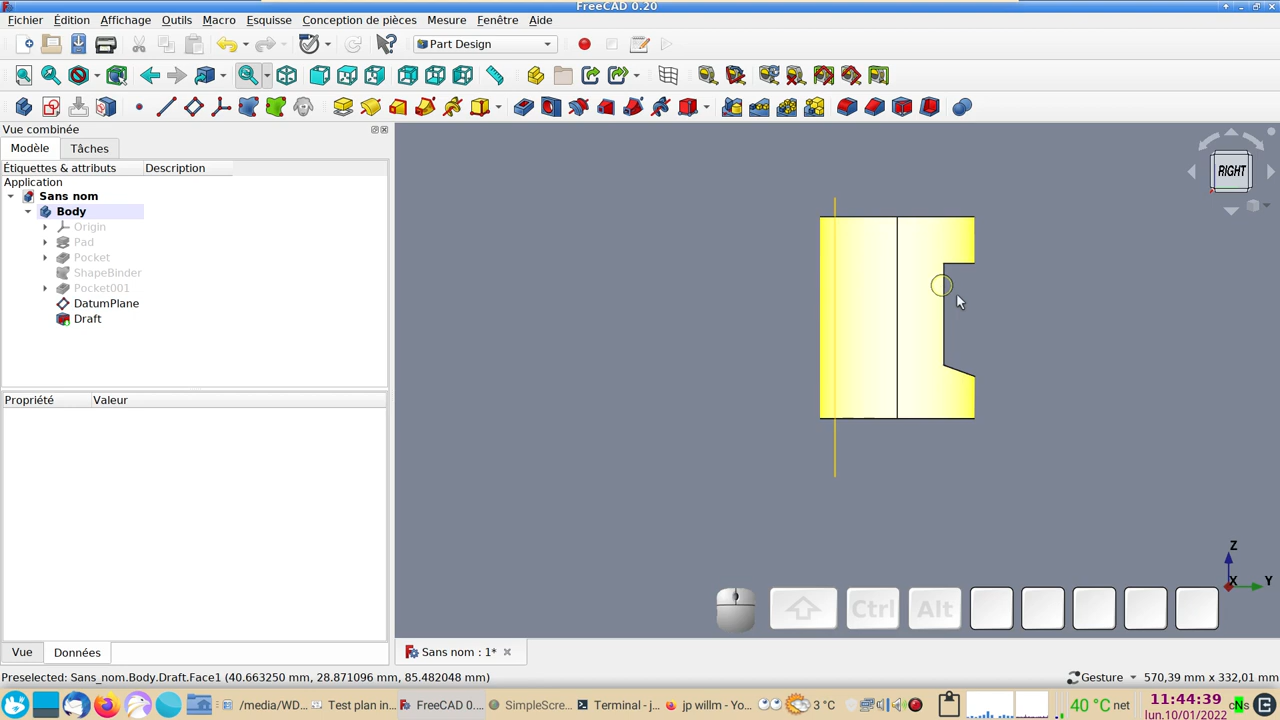 FreeCAD 0.20
Fichier Édition Affichage Outils Macro Esquisse Conception de pièces Mesure Fenêtre Aide
Part Design
Vue combinée
Modèle Tâches
Étiquettes & attributs Description
Application
Sans nom
Body
Origin
Pad
Pocket
ShapeBinder
Pocket001
DatumPlane
Draft
Propriété Valeur
Vue Données
RIGHT
Z
X Y
Ctrl Alt
Sans nom : 1*
Preselected: Sans_nom.Body.Draft.Face1 (40.663250 mm, 28.871096 mm, 85.482048 mm)
Gesture 570,39 mm x 332,01 mm
/media/WD... Test plan in... FreeCAD 0.... SimpleScre... Terminal - j... jp willm - Yo... 3 °C 40 °C net 11:44:39
lun.10/01/2022